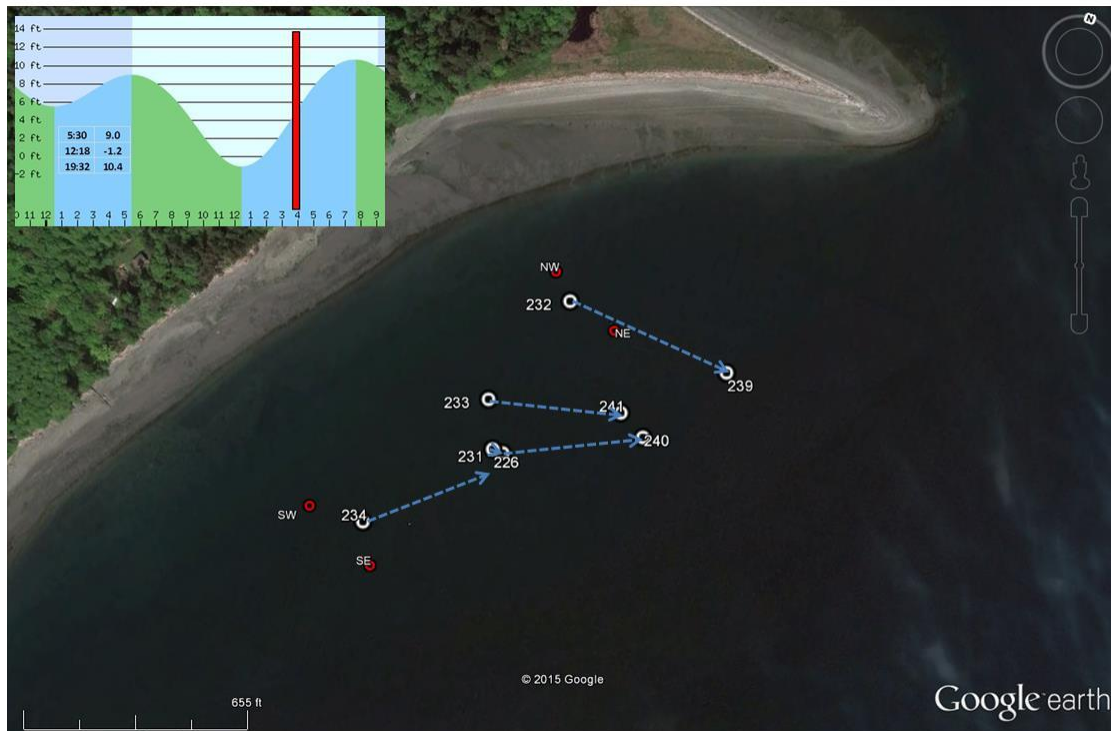 14 ft
12 ft
10 ft
8 ft
6 ft
4 ft
2 ft
0 ft
-2 ft
5:30 9.0
12:18 -1.2
19:32 10.4
0 11 12 1 2 3 4 5 6 7 8 9 10 11 12 1 2 3 4 5 6 7 8 9
N
NW
232
NE
239
233
241
240
231
226
SW
234
SE
© 2015 Google
655 ft
Google earth